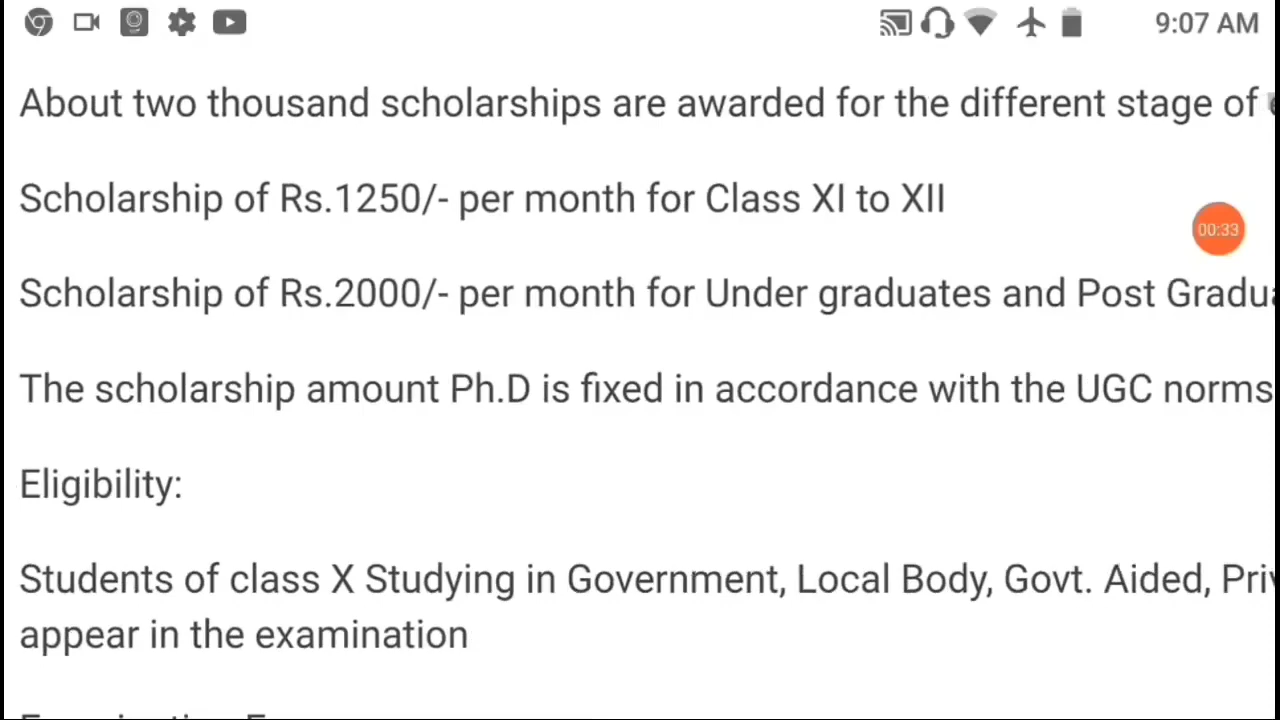 9:07 AM
About two thousand scholarships are awarded for the different stage of
Scholarship of Rs.1250/- per month for Class XI to XII
00:33
Scholarship of Rs.2000/- per month for Under graduates and Post
The scholarship amount Ph.D is fixed in accordance with the UGC norms
Eligibility:
Students of class X Studying in Government, Local Body, Govt. Aided,
appear in the examination